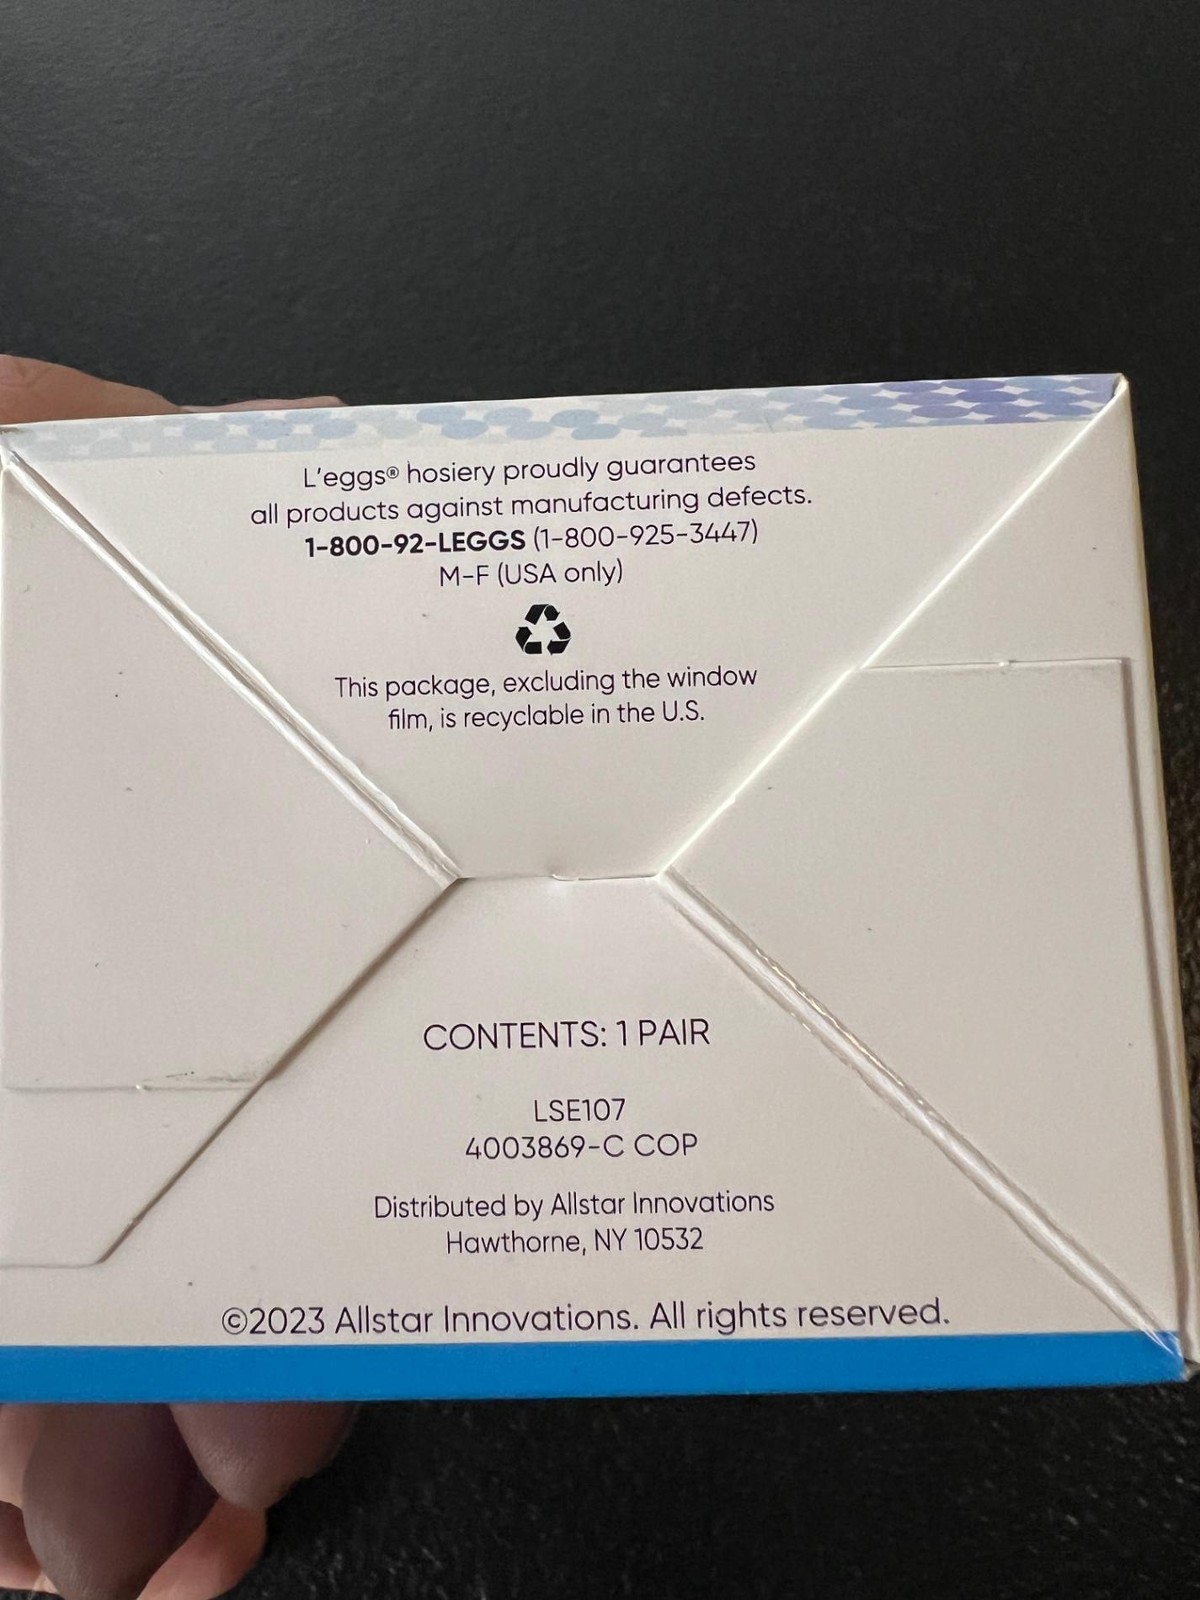 L'eggs® hosiery proudly guarantees
all products against manufacturing defects.
1-800-92-LEGGS (1-800-925-3447)
M-F (USA only)
This package, excluding the window
film, is recyclable in the U.S.
CONTENTS: 1 PAIR
LSE107
4003869-C COP
Distributed by Allstar Innovations
Hawthorne, NY 10532
©2023 Allstar Innovations. All rights reserved.